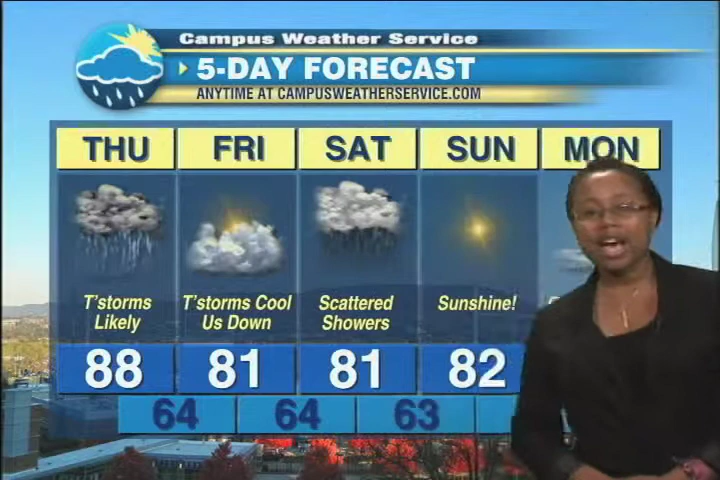 Campus Weather Service
5-DAY FORECAST
ANYTIME AT CAMPUSWEATHERSERVICE.COM
THU FRI SAT SUN MON
T'storms Likely
T'storms Cool Us Down
Scattered Showers
Sunshine!
88 81 81 82
64 64 63